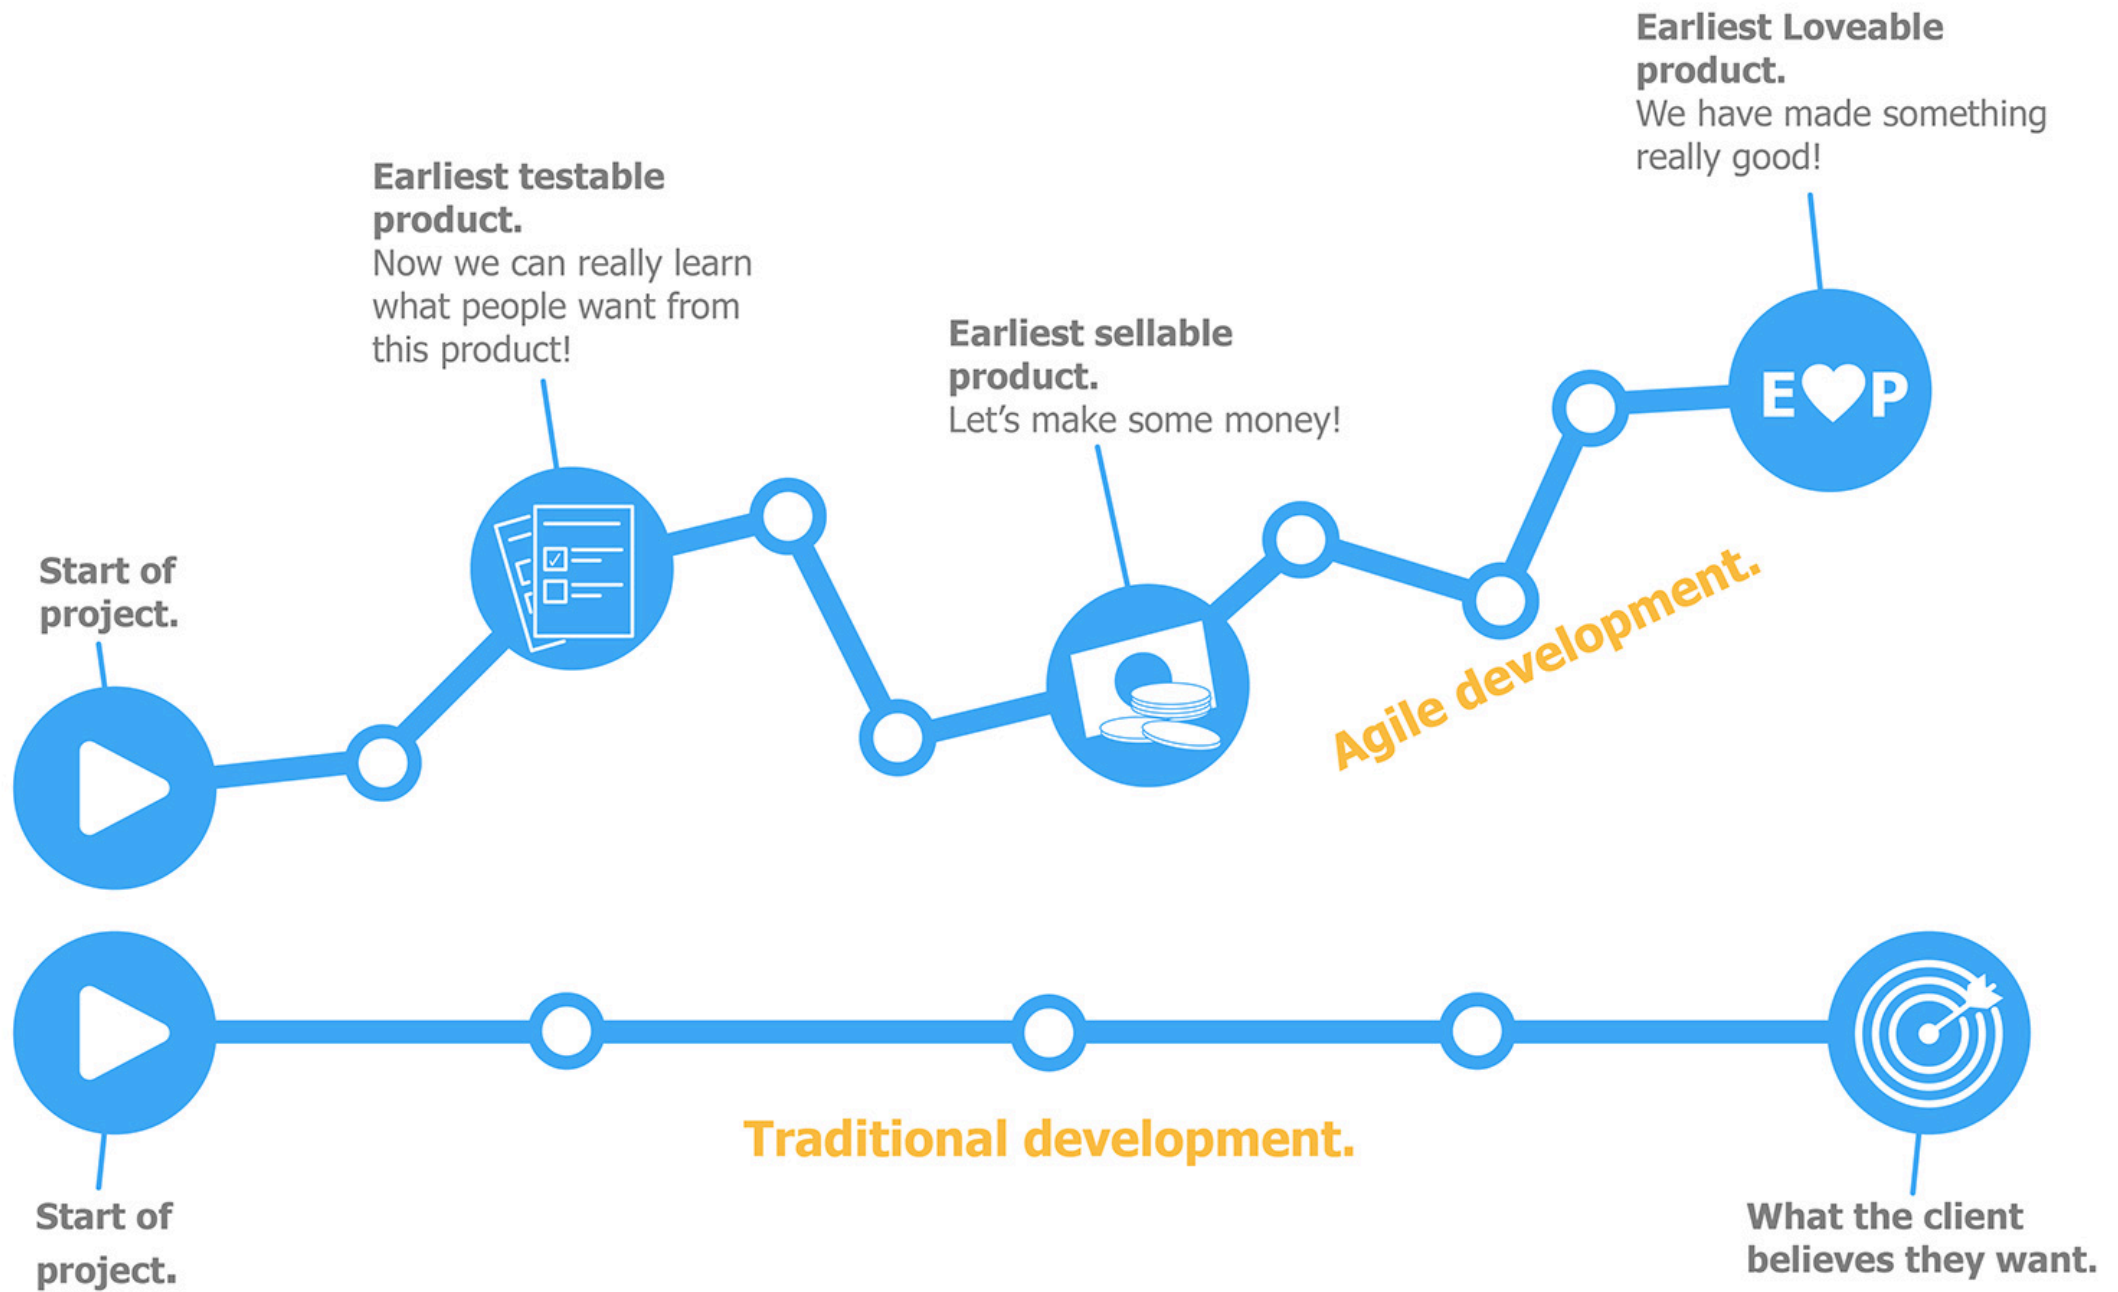 Earliest Loveable
product.
We have made something
really good!
Earliest testable
product.
Now we can really learn
what people want from
this product!
Earliest sellable
product.
Let’s make some money!
E P
Start of
project.
Agile development.
Traditional development.
Start of
project.
What the client
believes they want.